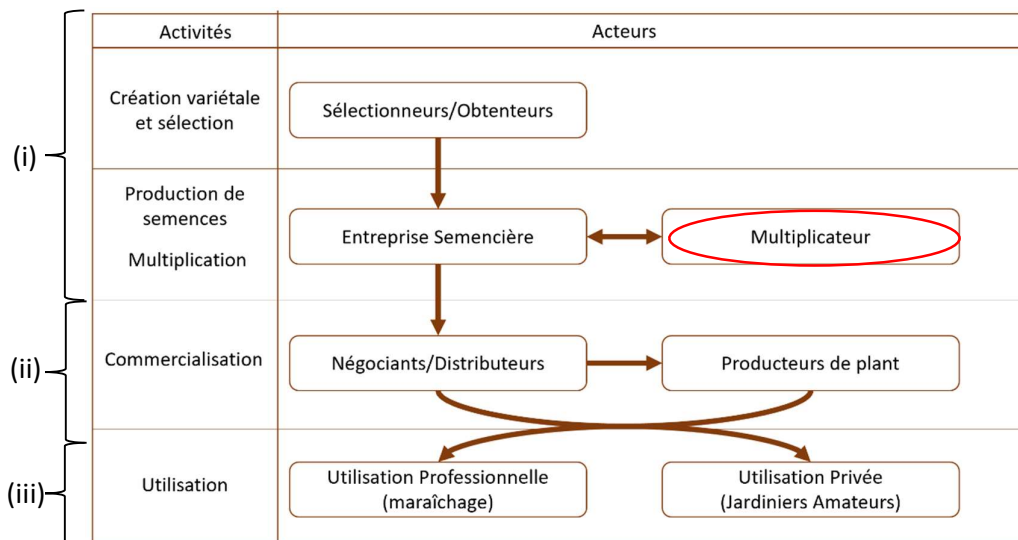 Activités
Acteurs
(i)
Création variétale
et sélection
Sélectionneurs/Obtenteurs
Production de
semences
Multiplication
Entreprise Semencière
Multiplicateur
(ii)
Commercialisation
Négociants/Distributeurs
Producteurs de plant
(iii)
Utilisation
Utilisation Professionnelle
(maraîchage)
Utilisation Privée
(Jardiniers Amateurs)